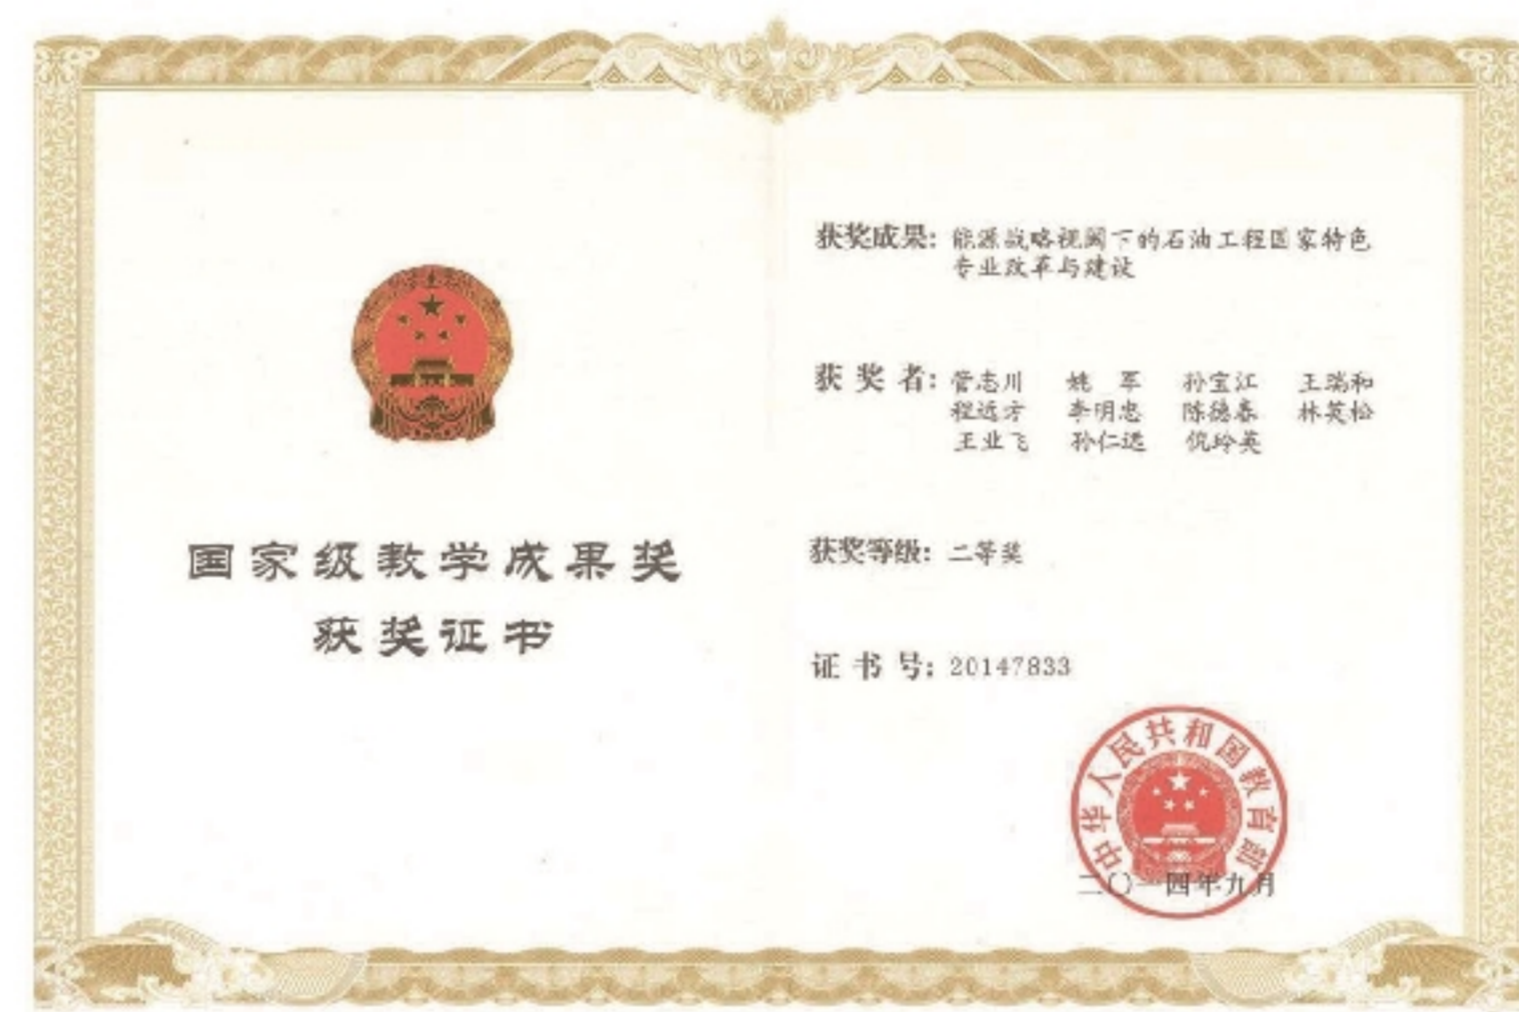 国家级教学成果奖
获奖证书
获奖成果：能源战略视阈下的石油工程国家特色
专业改革与建设
获奖者：管志川 姚军 孙宝江 王瑞和
程远方 李明忠 陈德春 林英松
王业飞 孙仁远 仉玲英
获奖等级：二等奖
证书号：20147833
中华人民共和国教育部
二〇一四年九月